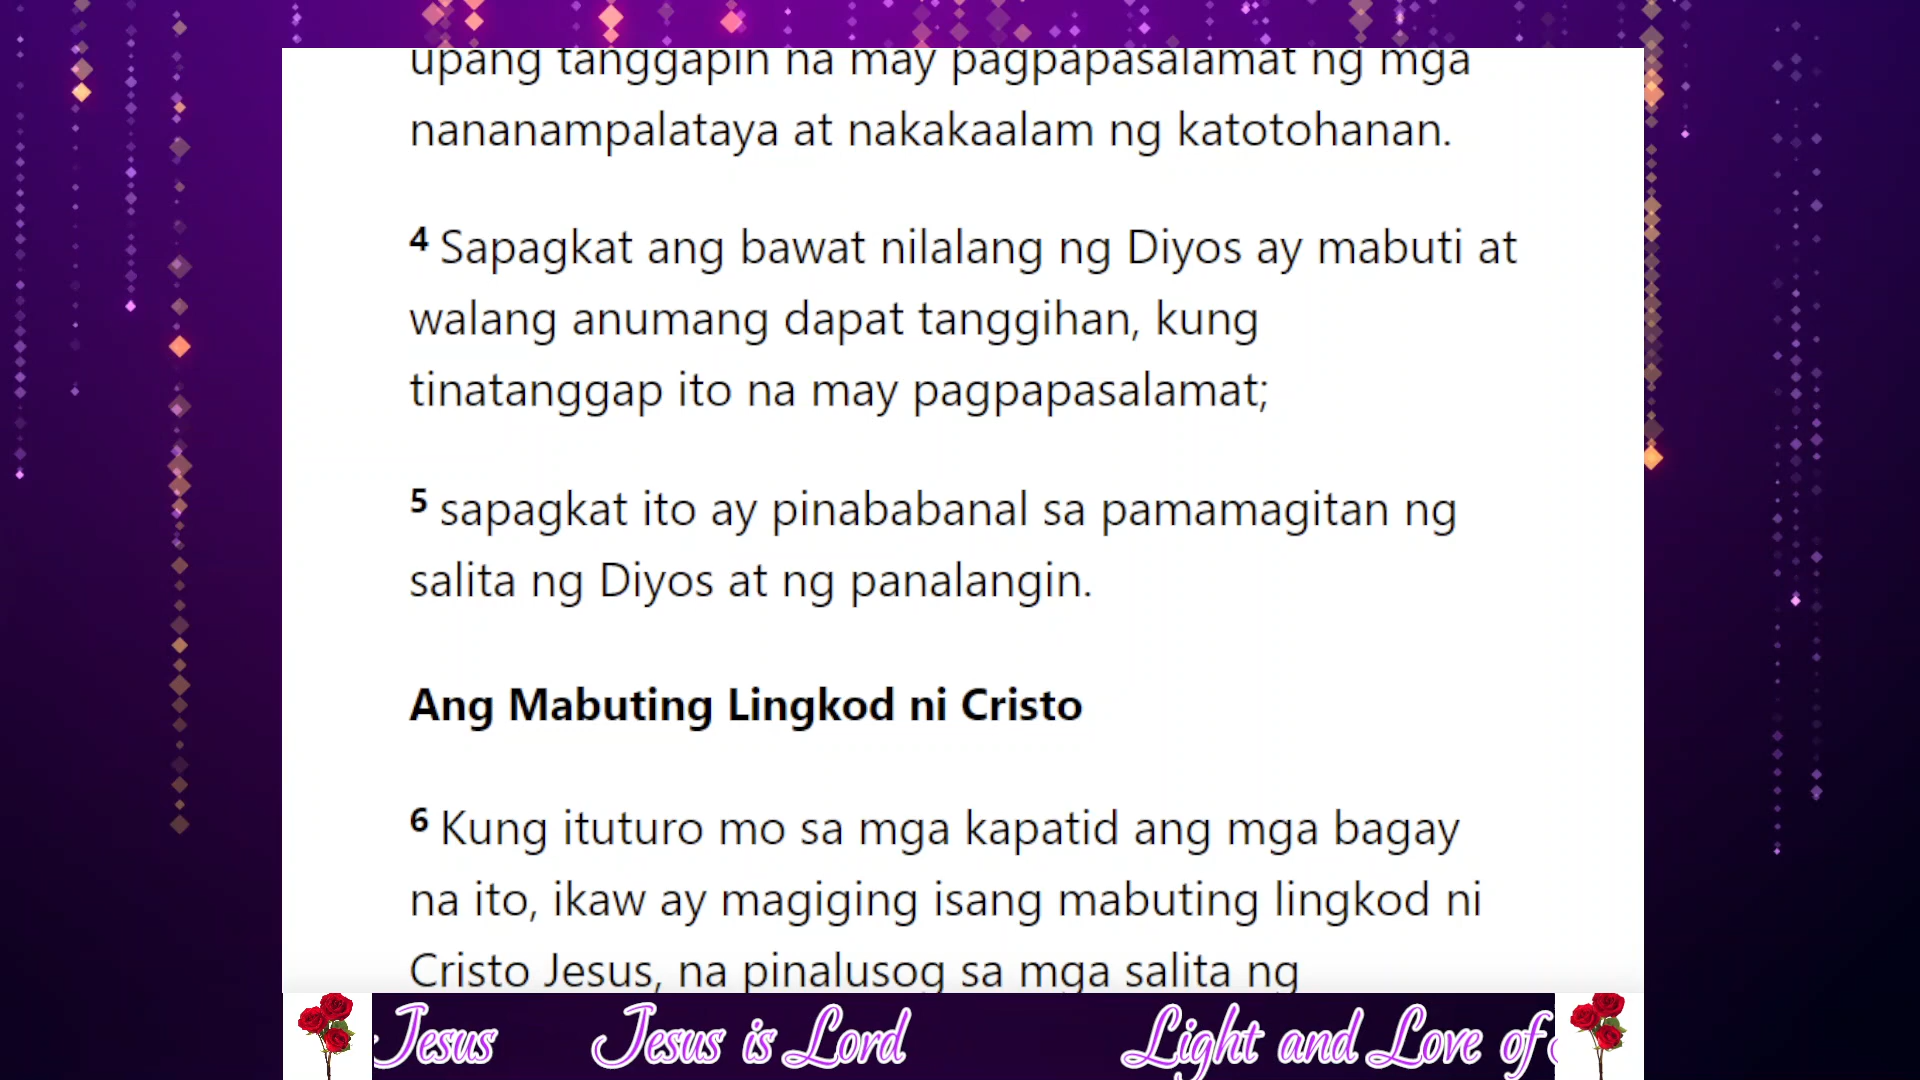 upang tanggapin na may pagpapasalamat ng mga
nananampalataya at nakakaalam ng katotohanan.
4 Sapagkat ang bawat nilalang ng Diyos ay mabuti at
walang anumang dapat tanggihan, kung
tinatanggap ito na may pagpapasalamat;
5 sapagkat ito ay pinababanal sa pamamagitan ng
salita ng Diyos at ng panalangin.
Ang Mabuting Lingkod ni Cristo
6 Kung ituturo mo sa mga kapatid ang mga bagay
na ito, ikaw ay magiging isang mabuting lingkod ni
Cristo Jesus, na pinalusog sa mga salita ng
Jesus Jesus is Lord Light and Love of